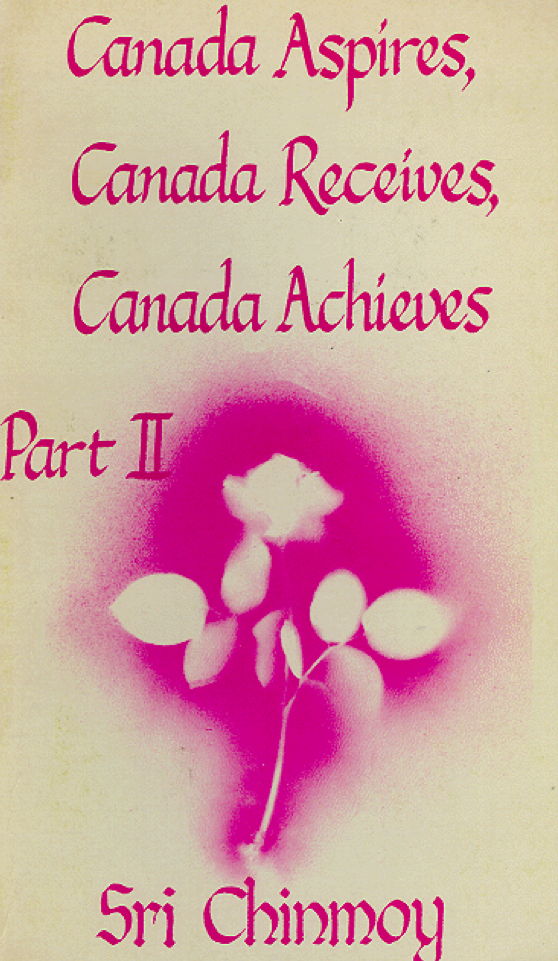 Canada Aspires,
Canada Receives,
Canada Achieves
Part II
Sri Chinmoy